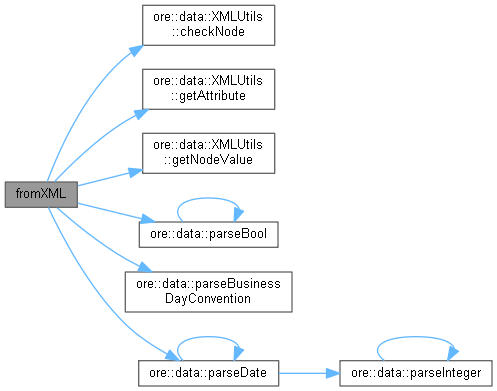 ore::data::XMLUtils
::checkNode
ore::data::XMLUtils
::getAttribute
ore::data::XMLUtils
::getNodeValue
fromXML
ore::data::parseBool
ore::data::parseBusiness
DayConvention
ore::data::parseDate
ore::data::parseInteger